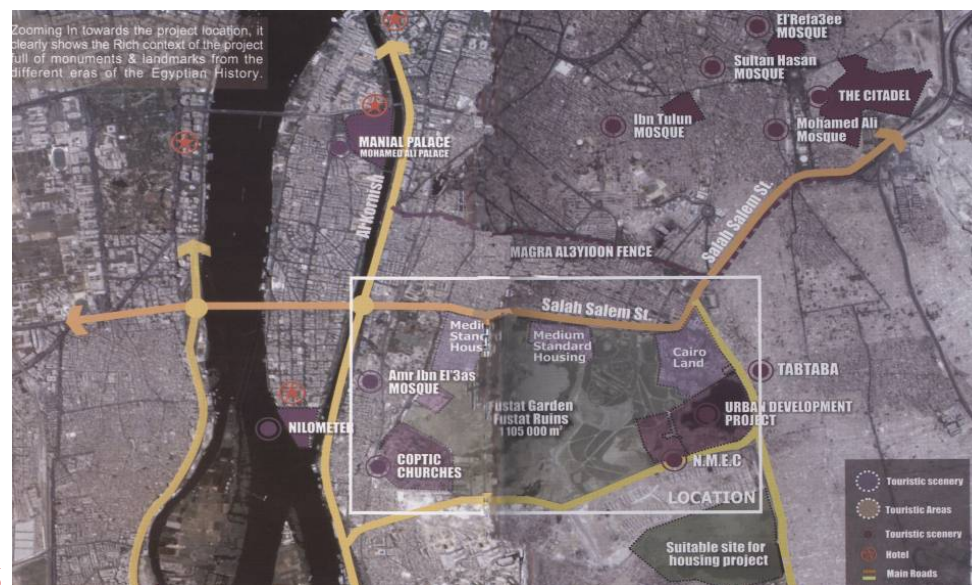 Zooming In towards the project location, it
clearly shows the Rich context of the project
full of monuments & landmarks from the
different eras of the Egyptian History.
El'Refa3ee
MOSQUE
Sultan Hasan
MOSQUE
THE CITADEL
Ibn Tulun
MOSQUE
Mohamed Ali
Mosque
MANIAL PALACE
MOHAMED ALI PALACE
Al Kornish
Salah Salem St.
MAGRA AL3YIOON FENCE
Salah Salem St.
Medium
Standard
Housing
Cairo
Land
TABTABA
Amr Ibn El'3as
MOSQUE
Fustat Garden
Fustat Ruins
1 105 000 m²
URBAN DEVELOPMENT
PROJECT
NILOMETER
COPTIC
CHURCHES
N.M.E.C
LOCATION
Suitable site for
housing project
Touristic scenery
Touristic Areas
Touristic scenery
Hotel
Main Roads